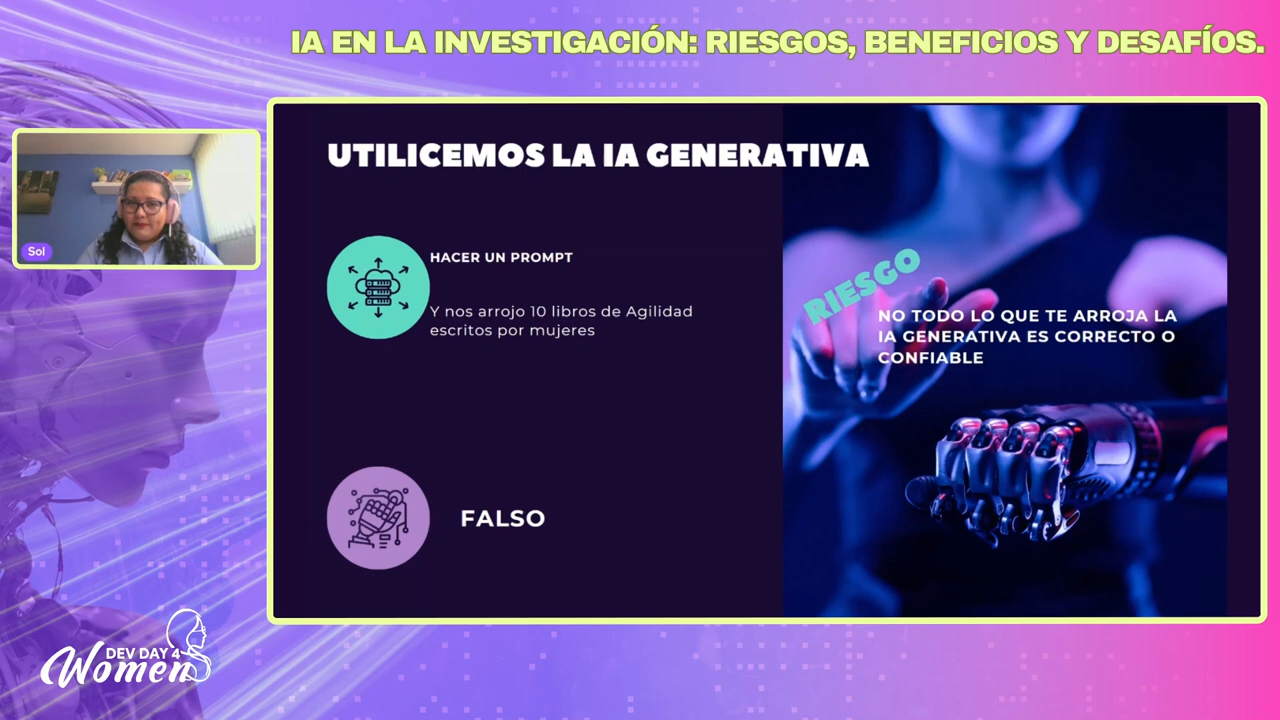 IA EN LA INVESTIGACIÓN: RIESGOS, BENEFICIOS Y DESAFÍOS.
Sol
UTILICEMOS LA IA GENERATIVA
HACER UN PROMPT
Y nos arrojo 10 libros de Agilidad
escritos por mujeres
FALSO
RIESGO
NO TODO LO QUE TE ARROJA LA
IA GENERATIVA ES CORRECTO O
CONFIABLE
DEV DAY 4
Women